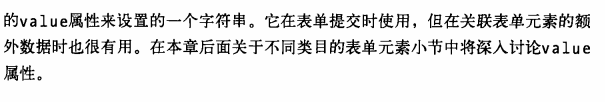 的value属性来设置的一个字符串。它在表单提交时使用，但在关联表单元素的额
外数据时也很有用。在本章后面关于不同类目的表单元素小节中将深入讨论value
属性。